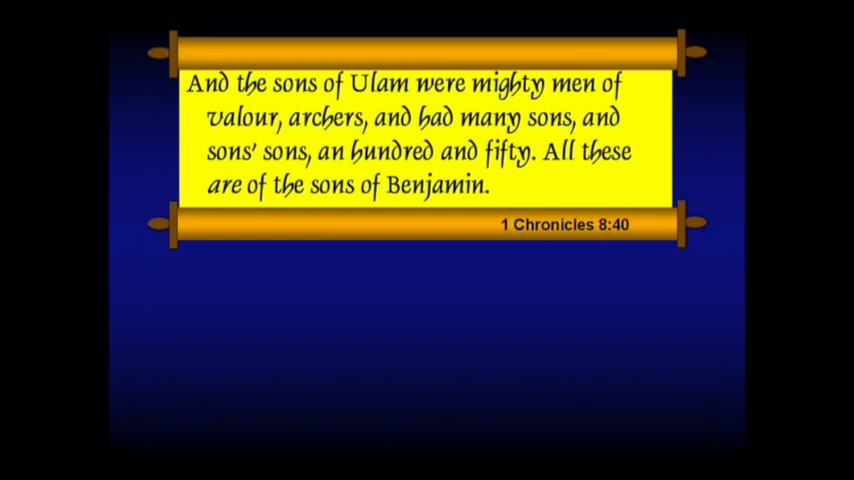 And the sons of Ulam were mighty men of
valour, archers, and had many sons, and
sons' sons, an hundred and fifty. All these
are of the sons of Benjamin.
1 Chronicles 8:40